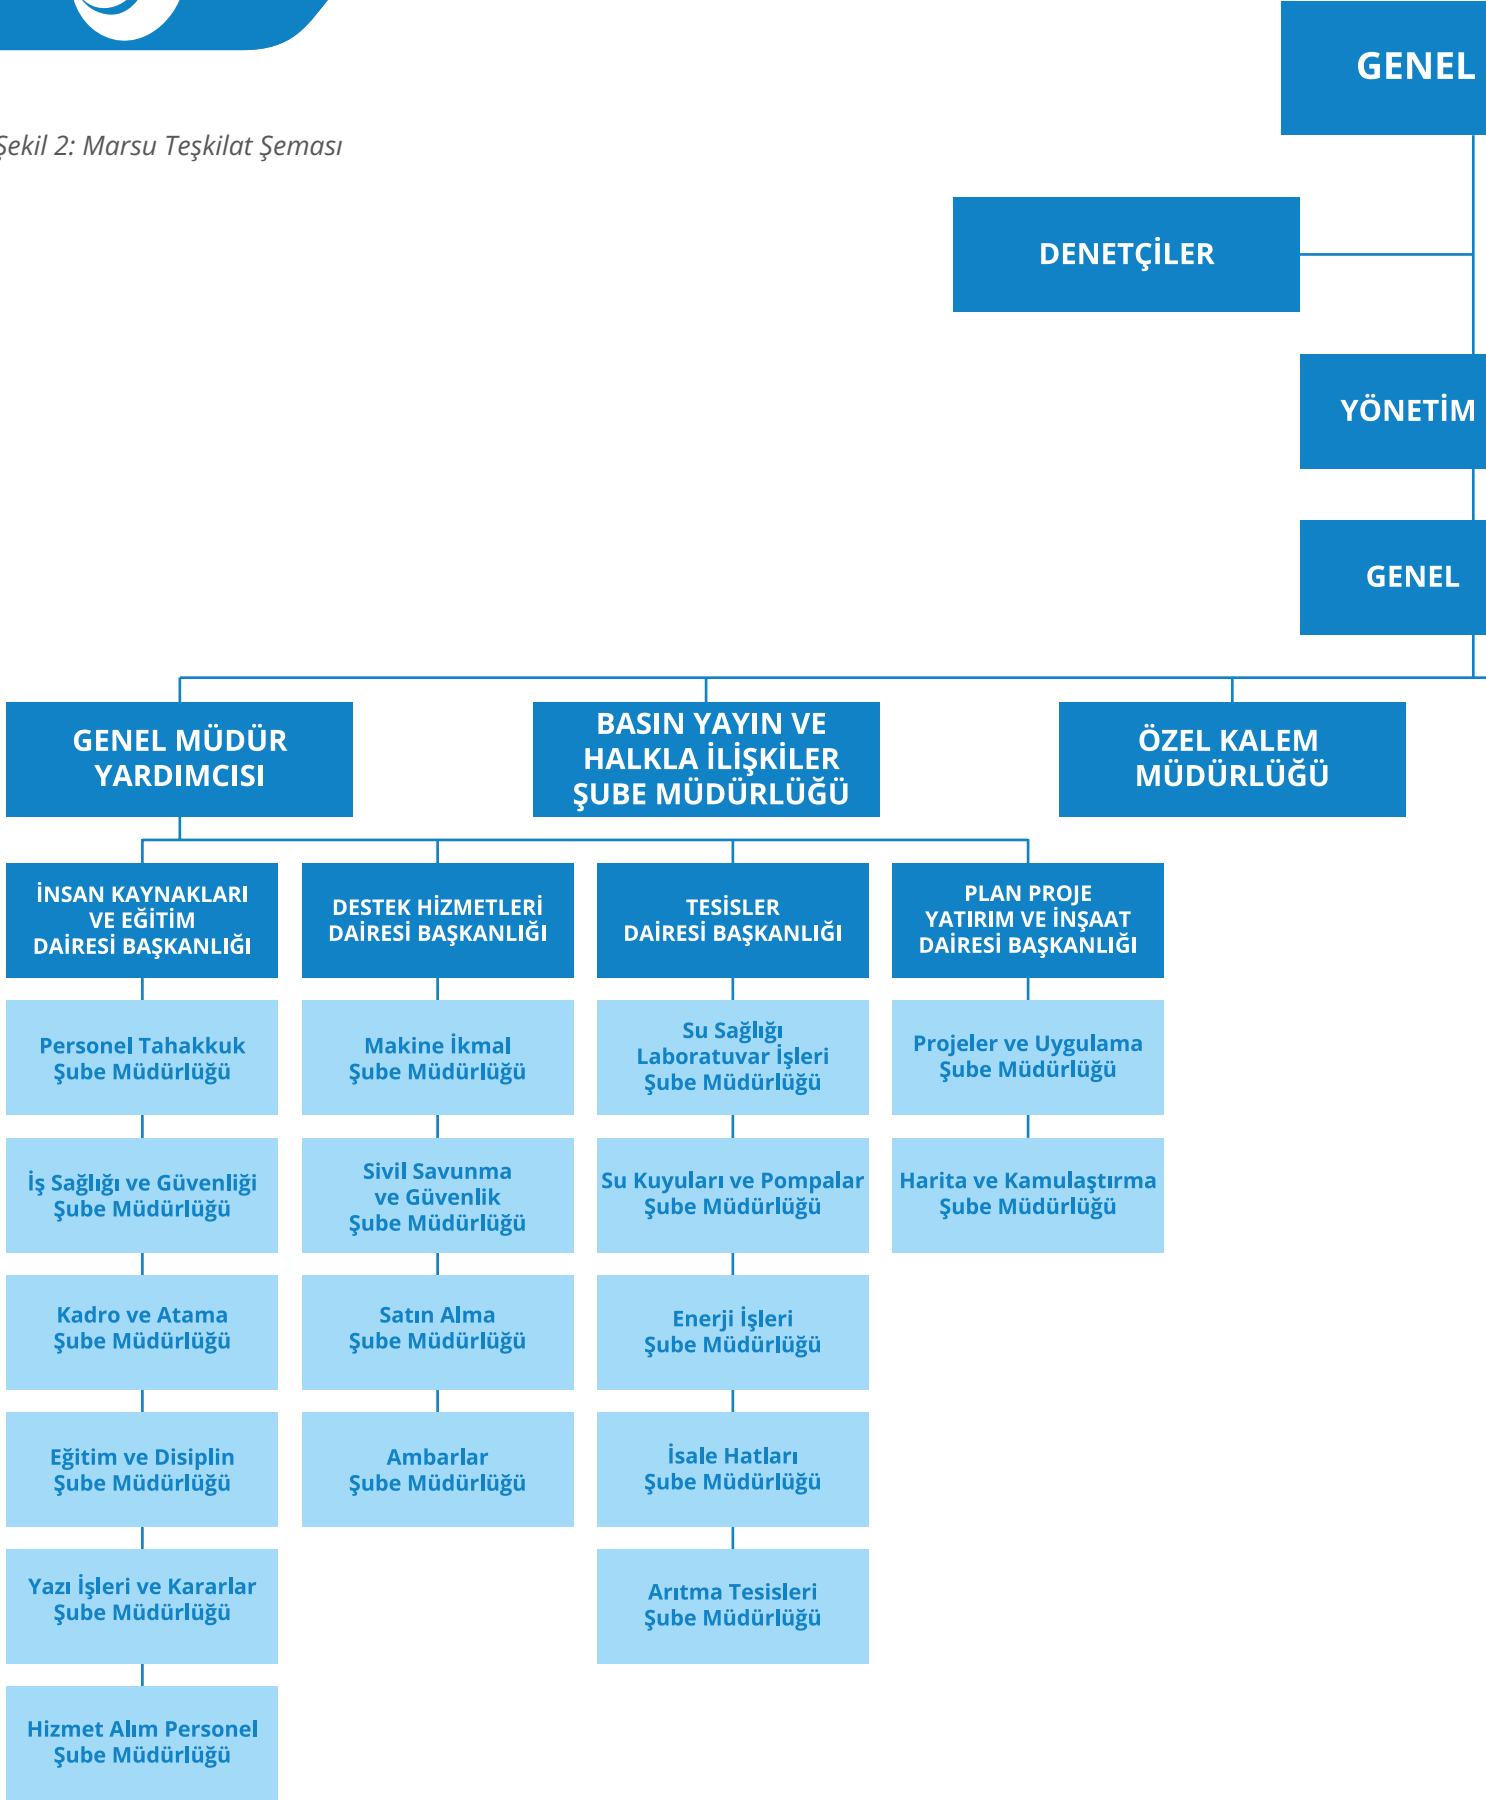 GENEL
Şekil 2: Marsu Teşkilat Şeması
DENETÇİLER
YÖNETİM
GENEL
GENEL MÜDÜR
YARDIMCISI
BASIN YAYIN VE
HALKLA İLİŞKİLER
ŞUBE MÜDÜRLÜĞÜ
ÖZEL KALEM
MÜDÜRLÜĞÜ
İNSAN KAYNAKLARI
VE EĞİTİM
DAİRESİ BAŞKANLIĞI
Personel Tahakkuk
Şube Müdürlüğü
İş Sağlığı ve Güvenliği
Şube Müdürlüğü
Kadro ve Atama
Şube Müdürlüğü
Eğitim ve Disiplin
Şube Müdürlüğü
Yazı İşleri ve Kararlar
Şube Müdürlüğü
Hizmet Alım Personel
Şube Müdürlüğü
DESTEK HİZMETLERİ
DAİRESİ BAŞKANLIĞI
Makine İkmal
Şube Müdürlüğü
Sivil Savunma
ve Güvenlik
Şube Müdürlüğü
Satın Alma
Şube Müdürlüğü
Ambarlar
Şube Müdürlüğü
TESİSLER
DAİRESİ BAŞKANLIĞI
Su Sağlığı
Laboratuvar İşleri
Şube Müdürlüğü
Su Kuyuları ve Pompalar
Şube Müdürlüğü
Enerji İşleri
Şube Müdürlüğü
İsale Hatları
Şube Müdürlüğü
Arıtma Tesisleri
Şube Müdürlüğü
PLAN PROJE
YATIRIM VE İNŞAAT
DAİRESİ BAŞKANLIĞI
Projeler ve Uygulama
Şube Müdürlüğü
Harita ve Kamulaştırma
Şube Müdürlüğü